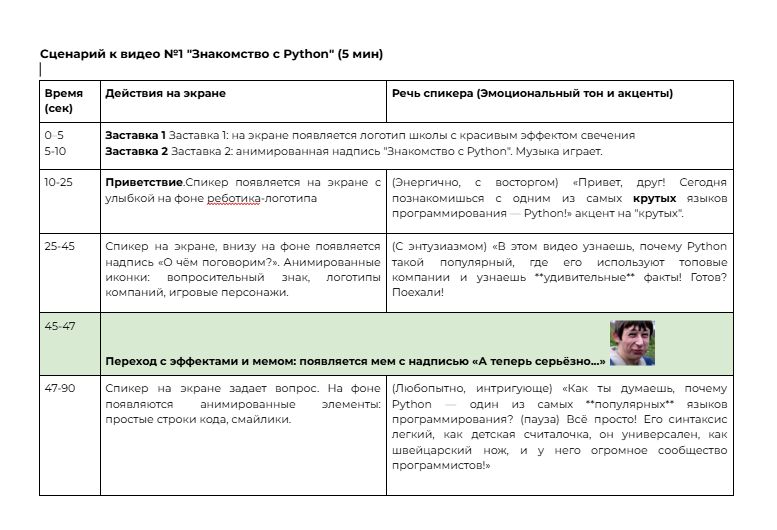 Сценарий к видео №1 "Знакомство с Python" (5 мин)
Время (сек)
Действия на экране
Речь спикера (Эмоциональный тон и акценты)
0-5
5-10
Заставка 1 Заставка 1: на экране появляется логотип школы с красивым эффектом свечения
Заставка 2 Заставка 2: анимированная надпись "Знакомство с Python". Музыка играет.
10-25
Приветствие.Спикер появляется на экране с
улыбкой на фоне реботика-логотипа
(Энергично, с восторгом) «Привет, друг! Сегодня
познакомишься с одним из самых крутых языков
программирования — Python!» акцент на "крутых".
25-45
Спикер на экране, внизу на фоне появляется
надпись «О чём поговорим?». Анимированные
иконки: вопросительный знак, логотипы
компаний, игровые персонажи.
(С энтузиазмом) «В этом видео узнаешь, почему Python
такой популярный, где его используют топовые
компании и узнаешь **удивительные** факты! Готов?
Поехали!
45-47
Переход с эффектами и мемом: появляется мем с надписью «А теперь серьёзно...»
47-90
Спикер на экране задает вопрос. На фоне
появляются анимированные элементы:
простые строки кода, смайлики.
(Любопытно, интригующе) «Как ты думаешь, почему
Python — один из самых **популярных** языков
программирования? (пауза) Всё просто! Его синтаксис
легкий, как детская считалочка, он универсален, как
швейцарский нож, и у него огромное сообщество
программистов!»